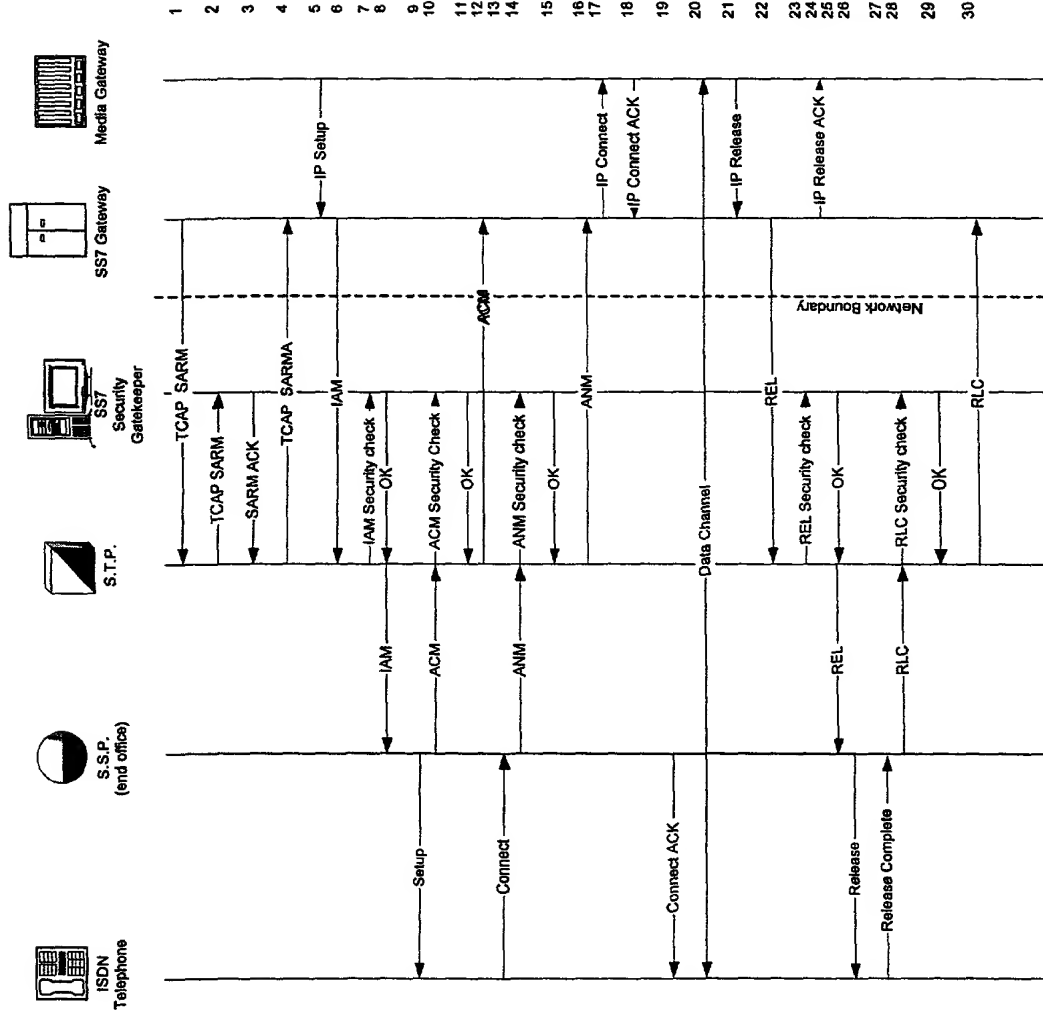 ISDN
Telephone
S.S.P.
(end office)
S.T.P.
SS7
Security
Gatekeeper
SS7 Gateway
Media Gateway
1
TCAP SARM
2
TCAP SARM
3
SARM ACK
4
TCAP SARMA
5
IP Setup
6
IAM
7
IAM Security check
8
IAM
OK
9
Setup
10
ACM
ACM Security Check
11
OK
12
ACM
13
Connect
14
ANM
ANM Security check
15
OK
16
ANM
17
IP Connect
18
IP Connect ACK
19
Connect ACK
20
Data Channel
21
IP Release
22
REL
23
REL Security check
24
IP Release ACK
25
OK
26
REL
27
Release
28
Release Complete
RLC
RLC Security check
29
OK
30
RLC
Network Boundary